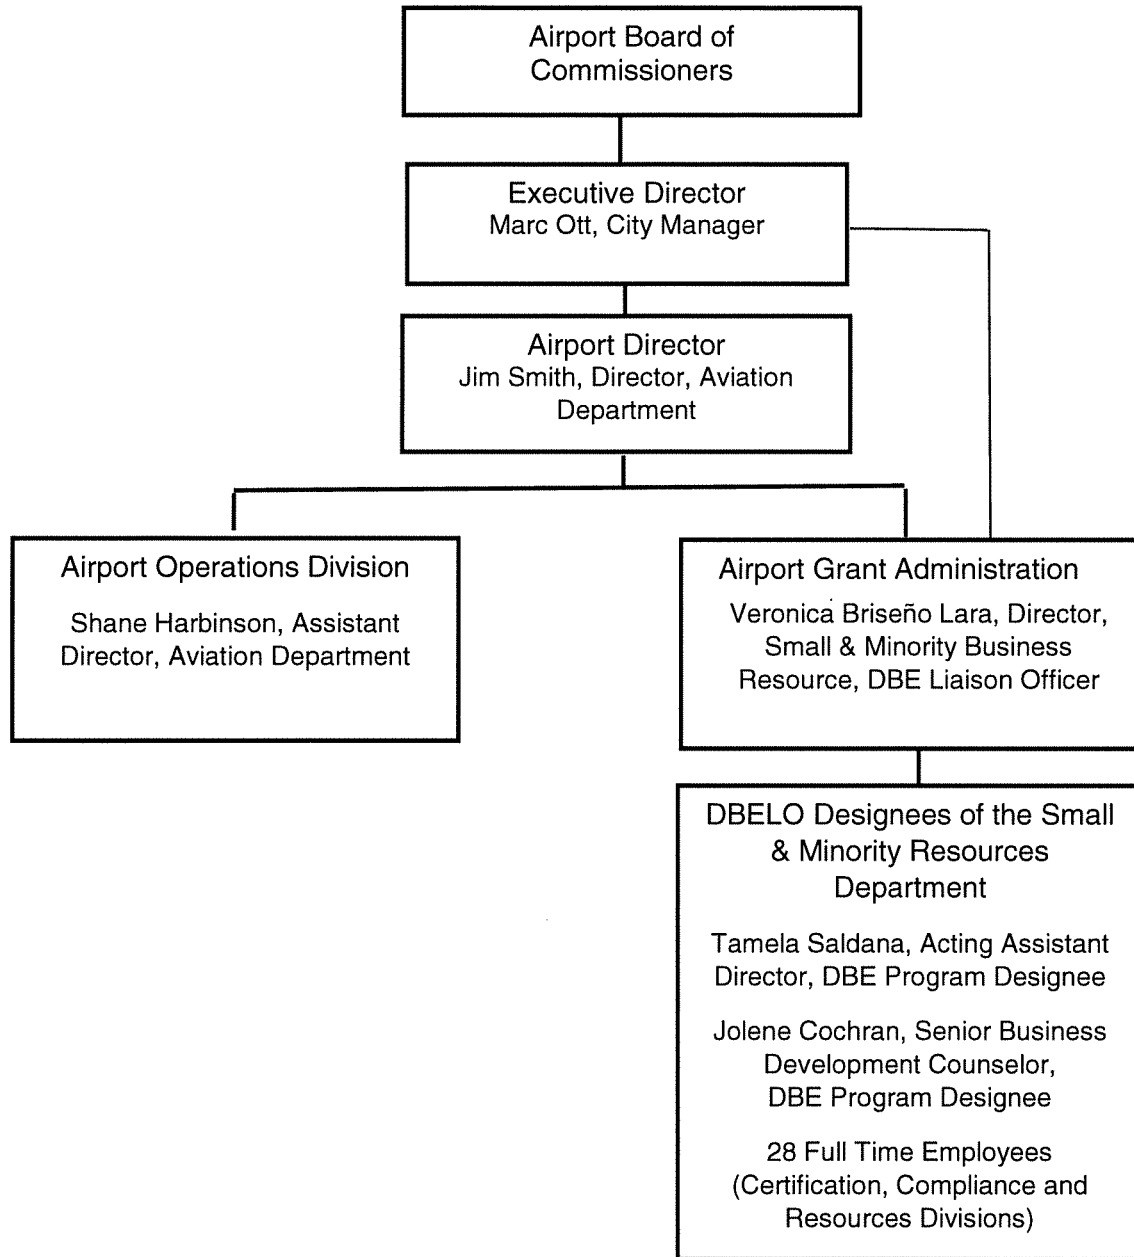 Airport Board of
Commissioners
Executive Director
Marc Ott, City Manager
Airport Director
Jim Smith, Director, Aviation
Department
Airport Operations Division
Shane Harbinson, Assistant
Director, Aviation Department
Airport Grant Administration
Veronica Briseño Lara, Director,
Small & Minority Business
Resource, DBE Liaison Officer
DBELO Designees of the Small
& Minority Resources
Department
Tamela Saldana, Acting Assistant
Director, DBE Program Designee
Jolene Cochran, Senior Business
Development Counselor,
DBE Program Designee
28 Full Time Employees
(Certification, Compliance and
Resources Divisions)